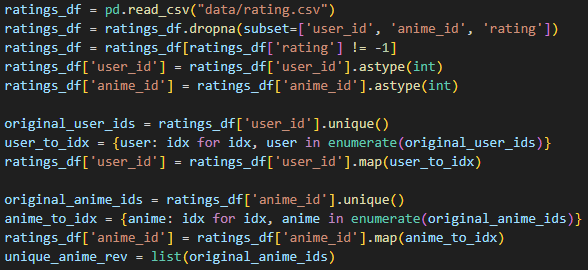 ratings_df = pd.read_csv("data/rating.csv")
ratings_df = ratings_df.dropna(subset=['user_id', 'anime_id', 'rating'])
ratings_df = ratings_df[ratings_df['rating'] != -1]
ratings_df['user_id'] = ratings_df['user_id'].astype(int)
ratings_df['anime_id'] = ratings_df['anime_id'].astype(int)

original_user_ids = ratings_df['user_id'].unique()
user_to_idx = {user: idx for idx, user in enumerate(original_user_ids)}
ratings_df['user_id'] = ratings_df['user_id'].map(user_to_idx)

original_anime_ids = ratings_df['anime_id'].unique()
anime_to_idx = {anime: idx for idx, anime in enumerate(original_anime_ids)}
ratings_df['anime_id'] = ratings_df['anime_id'].map(anime_to_idx)
unique_anime_rev = list(original_anime_ids)